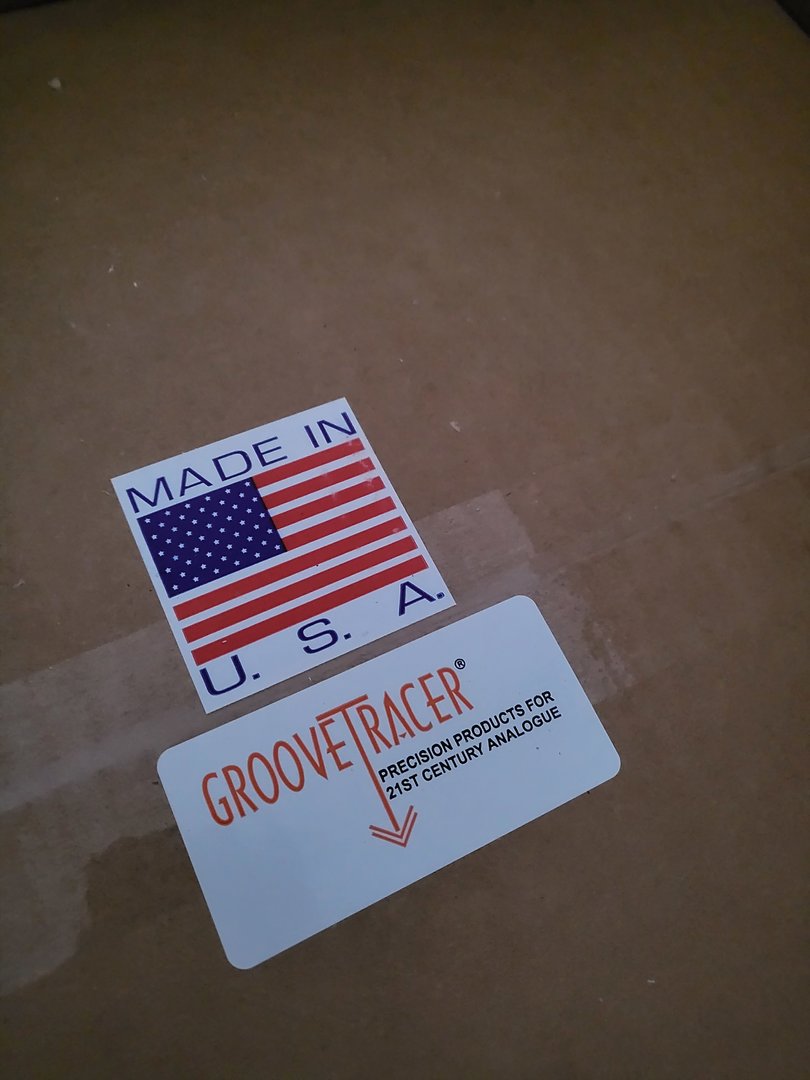 MADE IN
U. S. A.
GROOVETRACER®
PRECISION PRODUCTS FOR
21ST CENTURY ANALOGUE